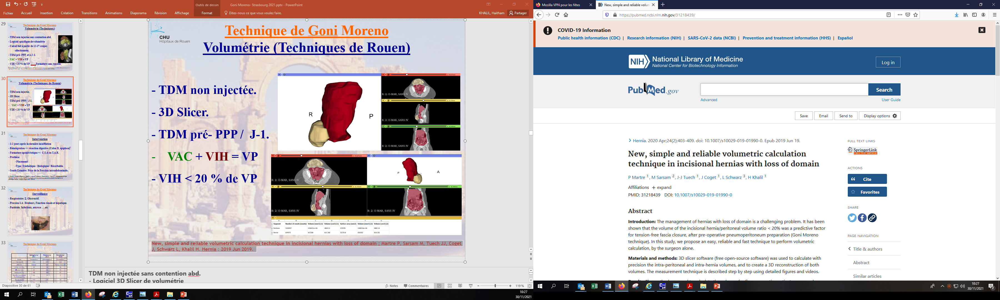 Outils de dessin
Goni Moreno- Strasbourg 2021.pptx - PowerPoint
Fichier
Accueil
Insertion
Création
Transitions
Animations
Diaporama
Révision
Affichage
Format
Dites-nous ce que vous voulez faire.
KHALIL, Haitham
Partager
29
Technique de Goni Moreno
Volumétrie (Techniques)
- TDM non injectée sans contention abd.
- Logiciel spécifique de volumétrie
- Calcul fait à partir de 12-17 coupes
sélectionnées.
- TDM pré- PPP, et à J -1.
- VAC + VIH = VP
- VIH < 20 % de VP
Fermeture sans tension
30
Technique de Goni Moreno
Volumétrie (Techniques de Rouen)
- TDM non injectée.
- 3D Slicer.
- TDM pré- PPP / J-1.
- VAC + VIH = VP
- VIH < 20 % de VP
31
Technique de Goni Moreno
Intervention
- 1-2 jours après la dernière insufflation
- Réintégration +/- résection digestive (Colon D, épiploon)
- Fermeture aponévrotique +/- C.S.A ou T.A.R.
- Prothèse:
- Placement:
-Type: Synthétique / Biologique / Résorbable.
- Sonde Urinaire: Prise de la Pression intraabdominale.
32
Technique de Goni Moreno
Surveillance
- Respiratoire: Σ. Obstructif.
- Pression I-A: Douleurs, Fonction rénale et hépatique.
- Pariétale: Infections, nécrose .....etc
33
Technique de Goni Moreno
CHU
Hôpitaux de Rouen
Technique de Goni Moreno
Volumétrie (Techniques de Rouen)
- TDM non injectée.
- 3D Slicer.
- TDM pré- PPP / J-1.
- VAC + VIH = VP
- VIH < 20 % de VP
R
P
B: 2: O-MAR, SANS IV
B: 2: O-MAR, SANS IV
B: 2: O-MAR, SANS IV
B: 2: O-MAR, SANS IV
P
A
B: 2: O-MAR, SANS IV
B: 2: O-MAR, SANS IV
A B C D E F G
1 Segment Number of voxels [voxels] Volume [mm3] (1) Volume [cm3] (1) Surface area [mm2] Volume [mm3] (2) Volume [cm3] (2)
New, simple and reliable volumetric calculation technique in incisional hernias with loss of domain ; Martre P, Sarsam M, Tuech JJ, Coget
J, Schwarz L, Khalil H. Hernia : 2019 Jun 2019.
TDM non injectée sans contention abd.
- Logiciel 3D Slicer de volumétrie
Diapositive 30 de 61
Notes
Commentaires
119 %
10:27
30/11/2021
Mozilla VPN pour les fêtes
New, simple and reliable volum
https://pubmed.ncbi.nlm.nih.gov/31218439/
COVID-19 Information
Public health information (CDC) | Research information (NIH) | SARS-CoV-2 data (NCBI) | Prevention and treatment information (HHS) | Español
NIH
National Library of Medicine
National Center for Biotechnology Information
Log in
PubMed.gov
Search
Advanced
User Guide
Save
Email
Send to
Display options
Hernia. 2020 Apr;24(2):403-409. doi: 10.1007/s10029-019-01990-0. Epub 2019 Jun 19.
New, simple and reliable volumetric calculation
technique in incisional hernias with loss of domain
P Martre 1, M Sarsam 2, J-J Tuech 1, J Coget 1, L Schwarz 3, H Khalil 1
Affiliations + expand
PMID: 31218439 DOI: 10.1007/s10029-019-01990-0
Abstract
Introduction: The management of hernias with loss of domain is a challenging problem. It has been
shown that the volume of the incisional hernia/peritoneal volume ratio < 20% was a predictive factor
for tension-free fascia closure, after pre-operative pneumoperitoneum preparation (Goni Moreno
technique). In this study, we propose an easy, reliable and fast technique to perform volumetric
calculation, by the surgeon alone.
Materials and methods: 3D slicer software (free open-source software) was used to calculate with
precision the intra-peritoneal and intra-hernia volumes, and to create a 3D reconstruction of both
volumes. The measurement technique is described step by step using detailed figures and videos.
FULL TEXT LINKS
SpringerLink
FULL-TEXT ARTICLE
ACTIONS
Cite
Favorites
SHARE
PAGE NAVIGATION
Title & authors
Abstract
Similar articles
10:27
30/11/2021
2